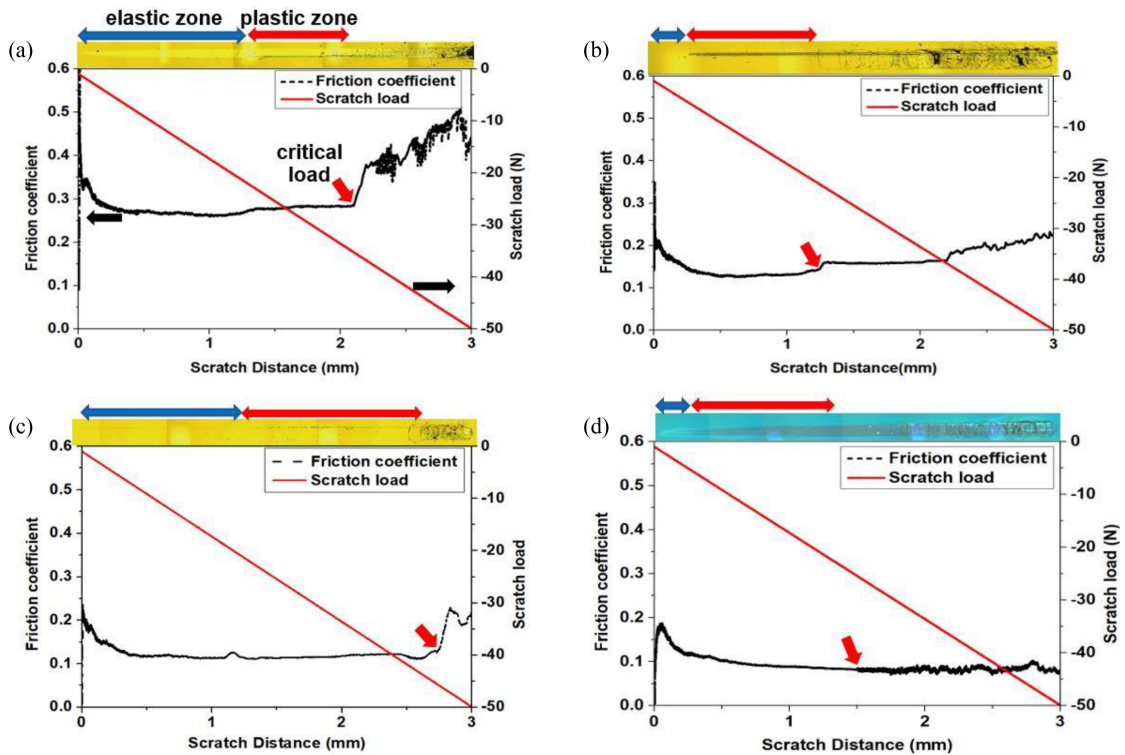 elastic zone plastic zone
(a)
0.6
0.5
0.4
0.3
0.2
0.1
0.0
Friction coefficient
Friction coefficient
Scratch load
critical
load
0
-10
-20
-30
-40
-50
Scratch load (N)
0 1 2 3
Scratch Distance (mm)
(b)
0.6
0.5
0.4
0.3
0.2
0.1
0.0
Friction coefficient
Friction coefficient
Scratch load
0
-10
-20
-30
-40
-50
Scratch load (N)
0 1 2 3
Scratch Distance(mm)
(c)
0.6
0.5
0.4
0.3
0.2
0.1
0.0
Friction coefficient
Friction coefficient
Scratch load
0
-10
-20
-30
-40
-50
Scratch load
0 1 2 3
Scratch Distance (mm)
(d)
0.6
0.5
0.4
0.3
0.2
0.1
0.0
Friction coefficient
Friction coefficient
Scratch load
0
-10
-20
-30
-40
-50
Scratch load (N)
0 1 2 3
Scratch Distance (mm)